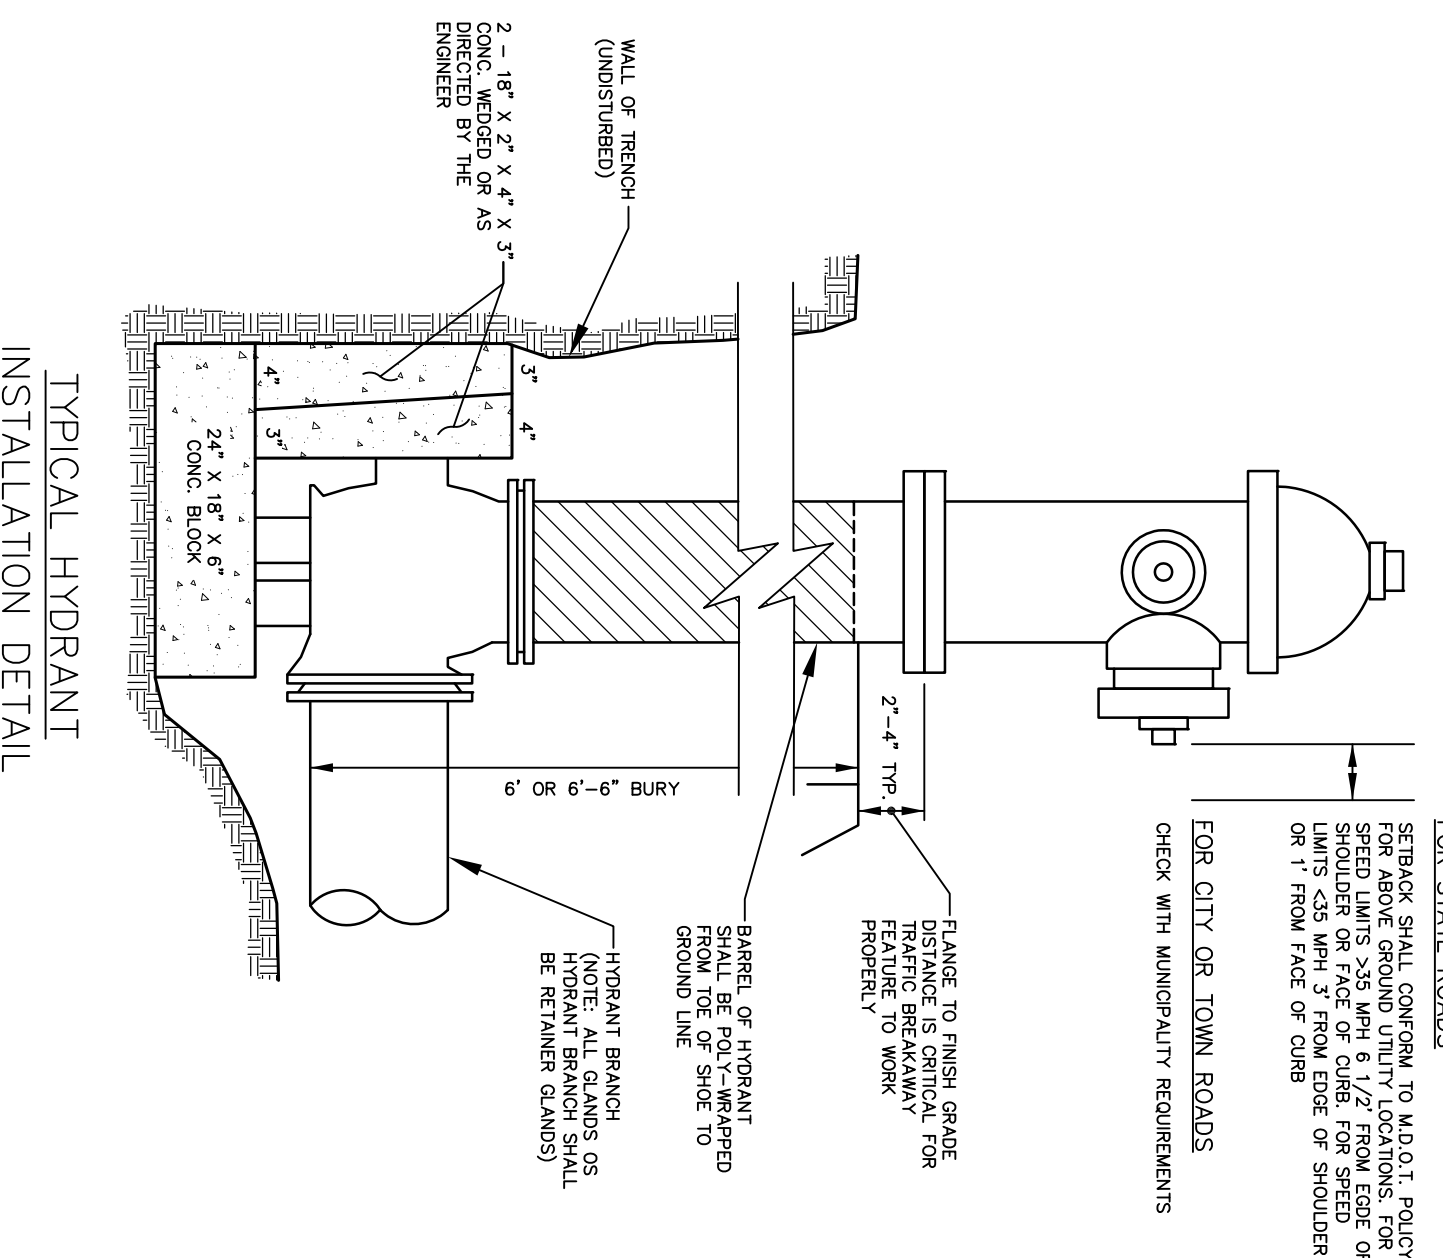 FOR STATE ROADS
SETBACK SHALL CONFORM TO M.D.O.T. POLICY
FOR ABOVE GROUND UTILITY LOCATIONS. FOR
SPEED LIMITS >35 MPH 6 1/2' FROM EGDE OF
SHOULDER OR FACE OF CURB. FOR SPEED
LIMITS <35 MPH 3' FROM EDGE OF SHOULDER
OR 1' FROM FACE OF CURB
FOR CITY OR TOWN ROADS
CHECK WITH MUNICIPALITY REQUIREMENTS
FLANGE TO FINISH GRADE
DISTANCE IS CRITICAL FOR
TRAFFIC BREAKAWAY
FEATURE TO WORK
PROPERLY
2"-4" TYP.
BARREL OF HYDRANT
SHALL BE POLY-WRAPPED
FROM TOE OF SHOE TO
GROUND LINE
6' OR 6'-6" BURY
HYDRANT BRANCH
(NOTE: ALL GLANDS OS
HYDRANT BRANCH SHALL
BE RETAINER GLANDS)
WALL OF TRENCH
(UNDISTURBED)
2 - 18" X 2" X 4" X 3"
CONC. WEDGED OR AS
DIRECTED BY THE
ENGINEER
3"
4"
4"
3"
24" X 18" X 6"
CONC. BLOCK
TYPICAL HYDRANT
INSTALLATION DETAIL